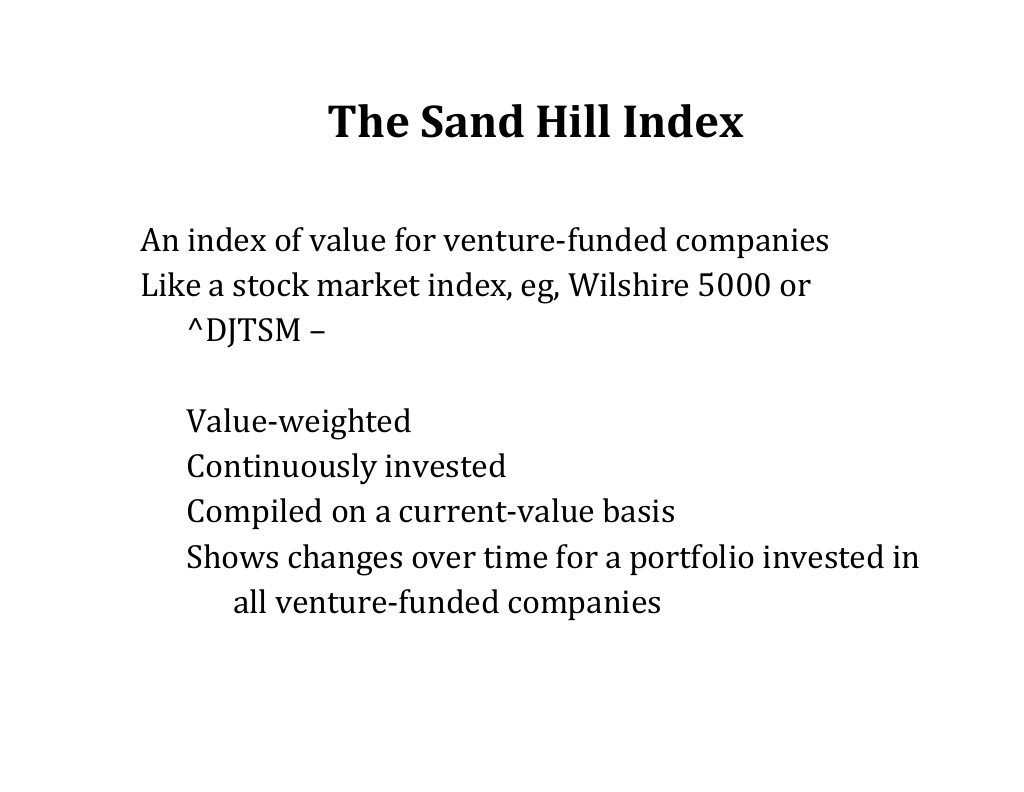 The Sand Hill Index
An index of value for venture-funded companies
Like a stock market index, eg, Wilshire 5000 or
^DJTSM –
Value-weighted
Continuously invested
Compiled on a current-value basis
Shows changes over time for a portfolio invested in
all venture-funded companies